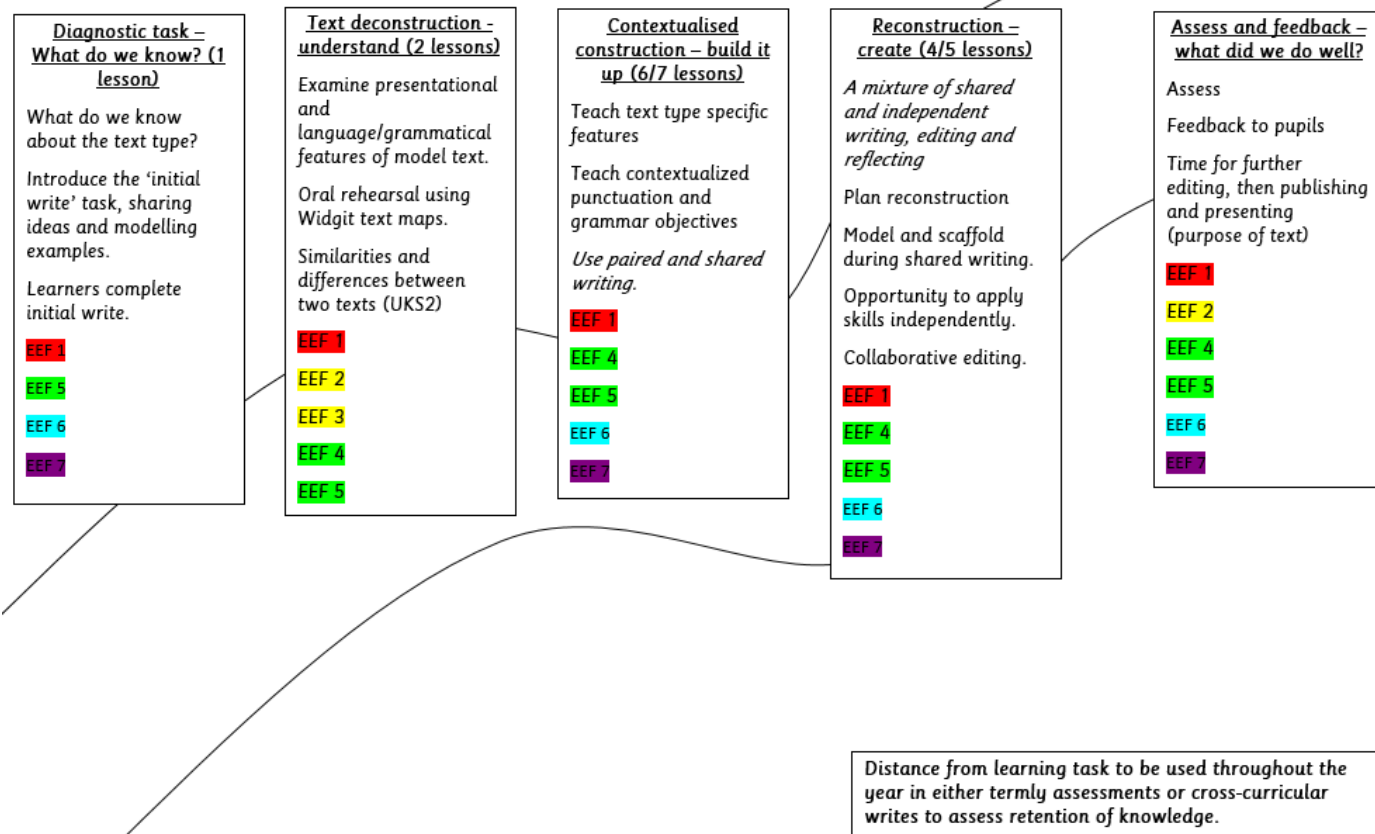 Diagnostic task –
What do we know? (1
lesson)
What do we know
about the text type?
Introduce the ‘initial
write’ task, sharing
ideas and modelling
examples.
Learners complete
initial write.
EEF 1
EEF 5
EEF 6
EEF 7
Text deconstruction -
understand (2 lessons)
Examine presentational
and
language/grammatical
features of model text.
Oral rehearsal using
Widgit text maps.
Similarities and
differences between
two texts (UKS2)
EEF 1
EEF 2
EEF 3
EEF 4
EEF 5
Contextualised
construction – build it
up (6/7 lessons)
Teach text type specific
features
Teach contextualized
punctuation and
grammar objectives
Use paired and shared
writing.
EEF 1
EEF 4
EEF 5
EEF 6
EEF 7
Reconstruction –
create (4/5 lessons)
A mixture of shared
and independent
writing, editing and
reflecting
Plan reconstruction
Model and scaffold
during shared writing.
Opportunity to apply
skills independently.
Collaborative editing.
EEF 1
EEF 4
EEF 5
EEF 6
EEF 7
Assess and feedback –
what did we do well?
Assess
Feedback to pupils
Time for further
editing, then publishing
and presenting
(purpose of text)
EEF 1
EEF 2
EEF 4
EEF 5
EEF 6
EEF 7
Distance from learning task to be used throughout the
year in either termly assessments or cross-curricular
writes to assess retention of knowledge.